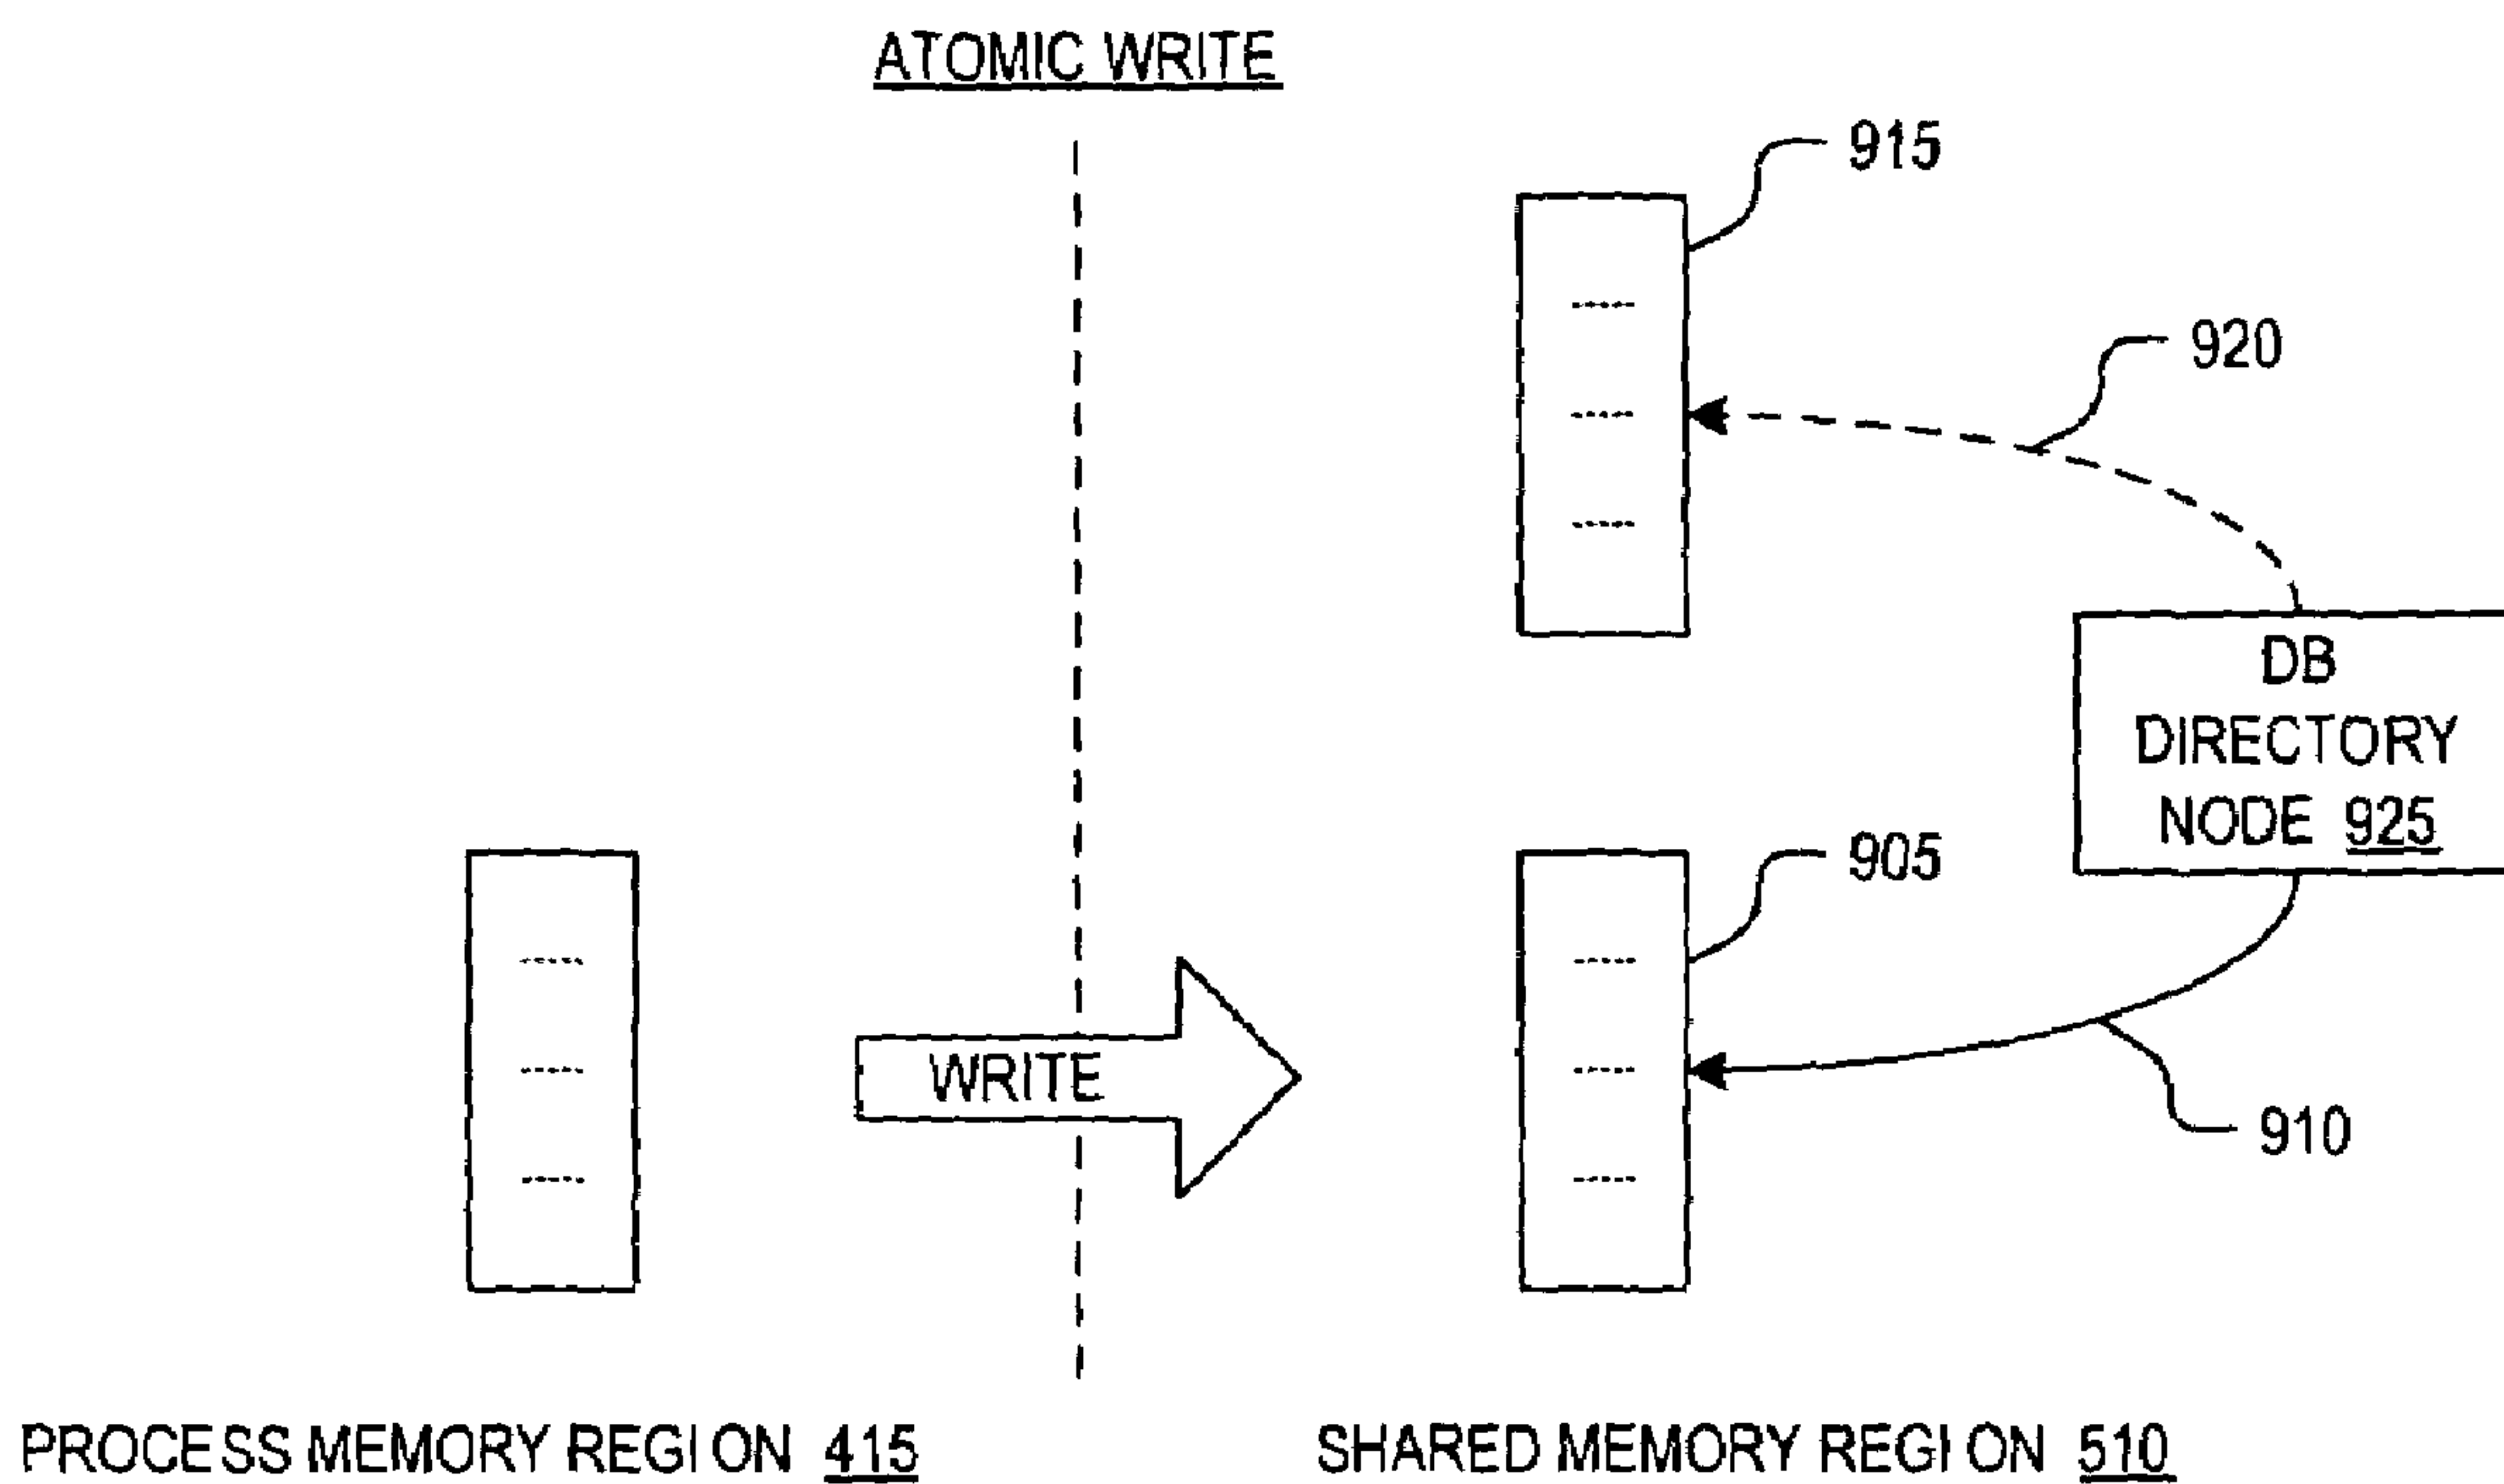 ATOMIC WRITE
915
920
DB
DIRECTORY
NODE 925
905
WRITE
910
PROCESS MEMORY REGION 415
SHARED MEMORY REGION 510